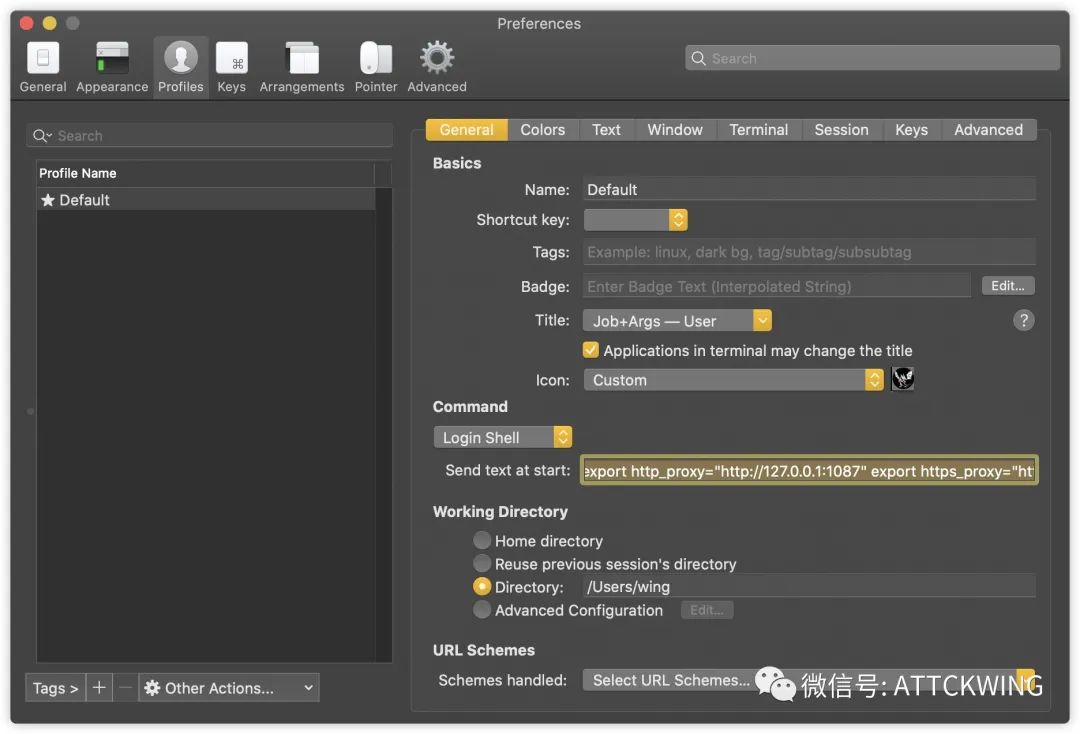 Preferences
General Appearance Profiles Keys Arrangements Pointer Advanced
Search
Search
Profile Name
★ Default
Tags > + − Other Actions...
General Colors Text Window Terminal Session Keys Advanced
Basics
Name: Default
Shortcut key:
Tags: Example: linux, dark bg, tag/subtag/subsubtag
Badge: Enter Badge Text (Interpolated String) Edit...
Title: Job+Args — User ?
Applications in terminal may change the title
Icon: Custom
Command
Login Shell
Send text at start: export http_proxy="http://127.0.0.1:1087" export https_proxy="ht
Working Directory
Home directory
Reuse previous session's directory
Directory: /Users/wing
Advanced Configuration Edit...
URL Schemes
Schemes handled: Select URL Schemes...
微信号: ATTCKWING